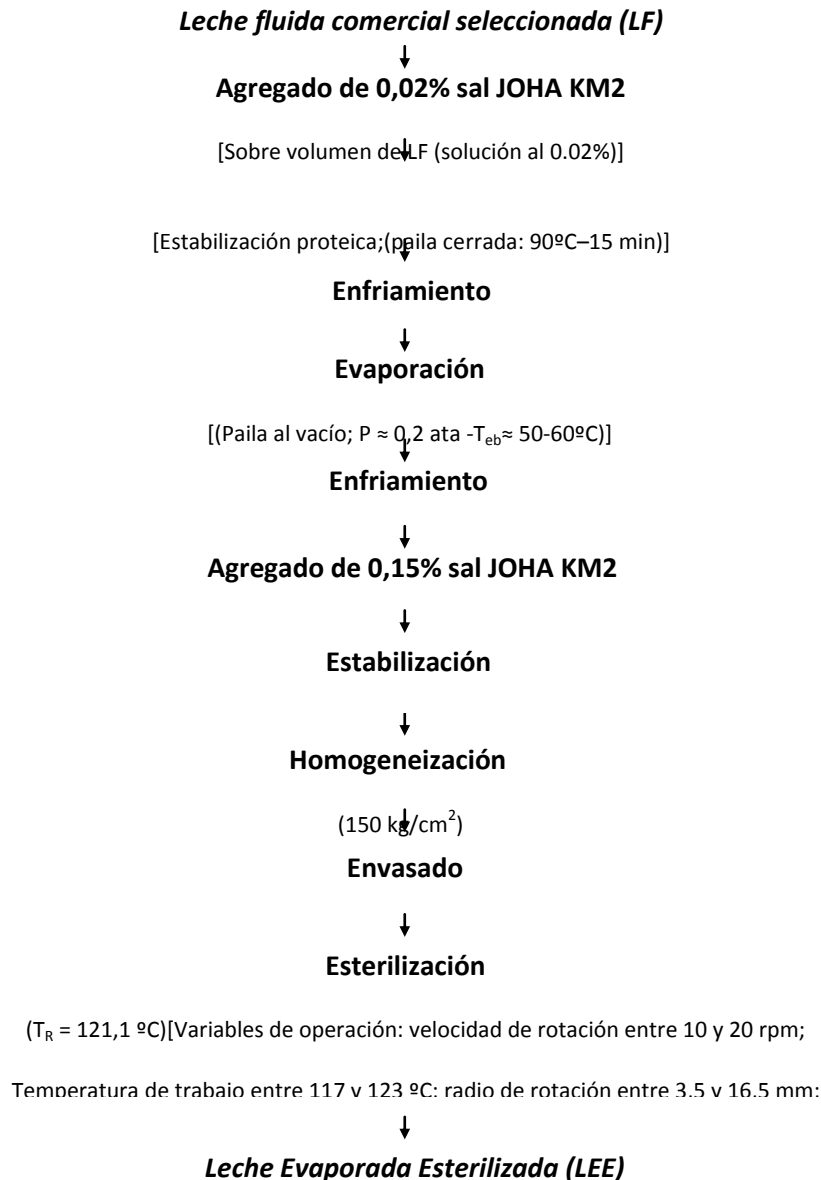 Leche fluida comercial seleccionada (LF)
Agregado de 0,02% sal JOHA KM2
[Sobre volumen de LF (solución al 0.02%)]
[Estabilización proteica;(paila cerrada: 90ºC–15 min)]
Enfriamiento
Evaporación
[(Paila al vacío; P ≈ 0,2 ata -Teb≈ 50-60ºC)]
Enfriamiento
Agregado de 0,15% sal JOHA KM2
Estabilización
Homogeneización
(150 kg/cm2)
Envasado
Esterilización
(TR = 121,1 ºC)[Variables de operación: velocidad de rotación entre 10 y 20 rpm;
Temperatura de trabajo entre 117 y 123 ºC; radio de rotación entre 3.5 y 16.5 mm;
Leche Evaporada Esterilizada (LEE)